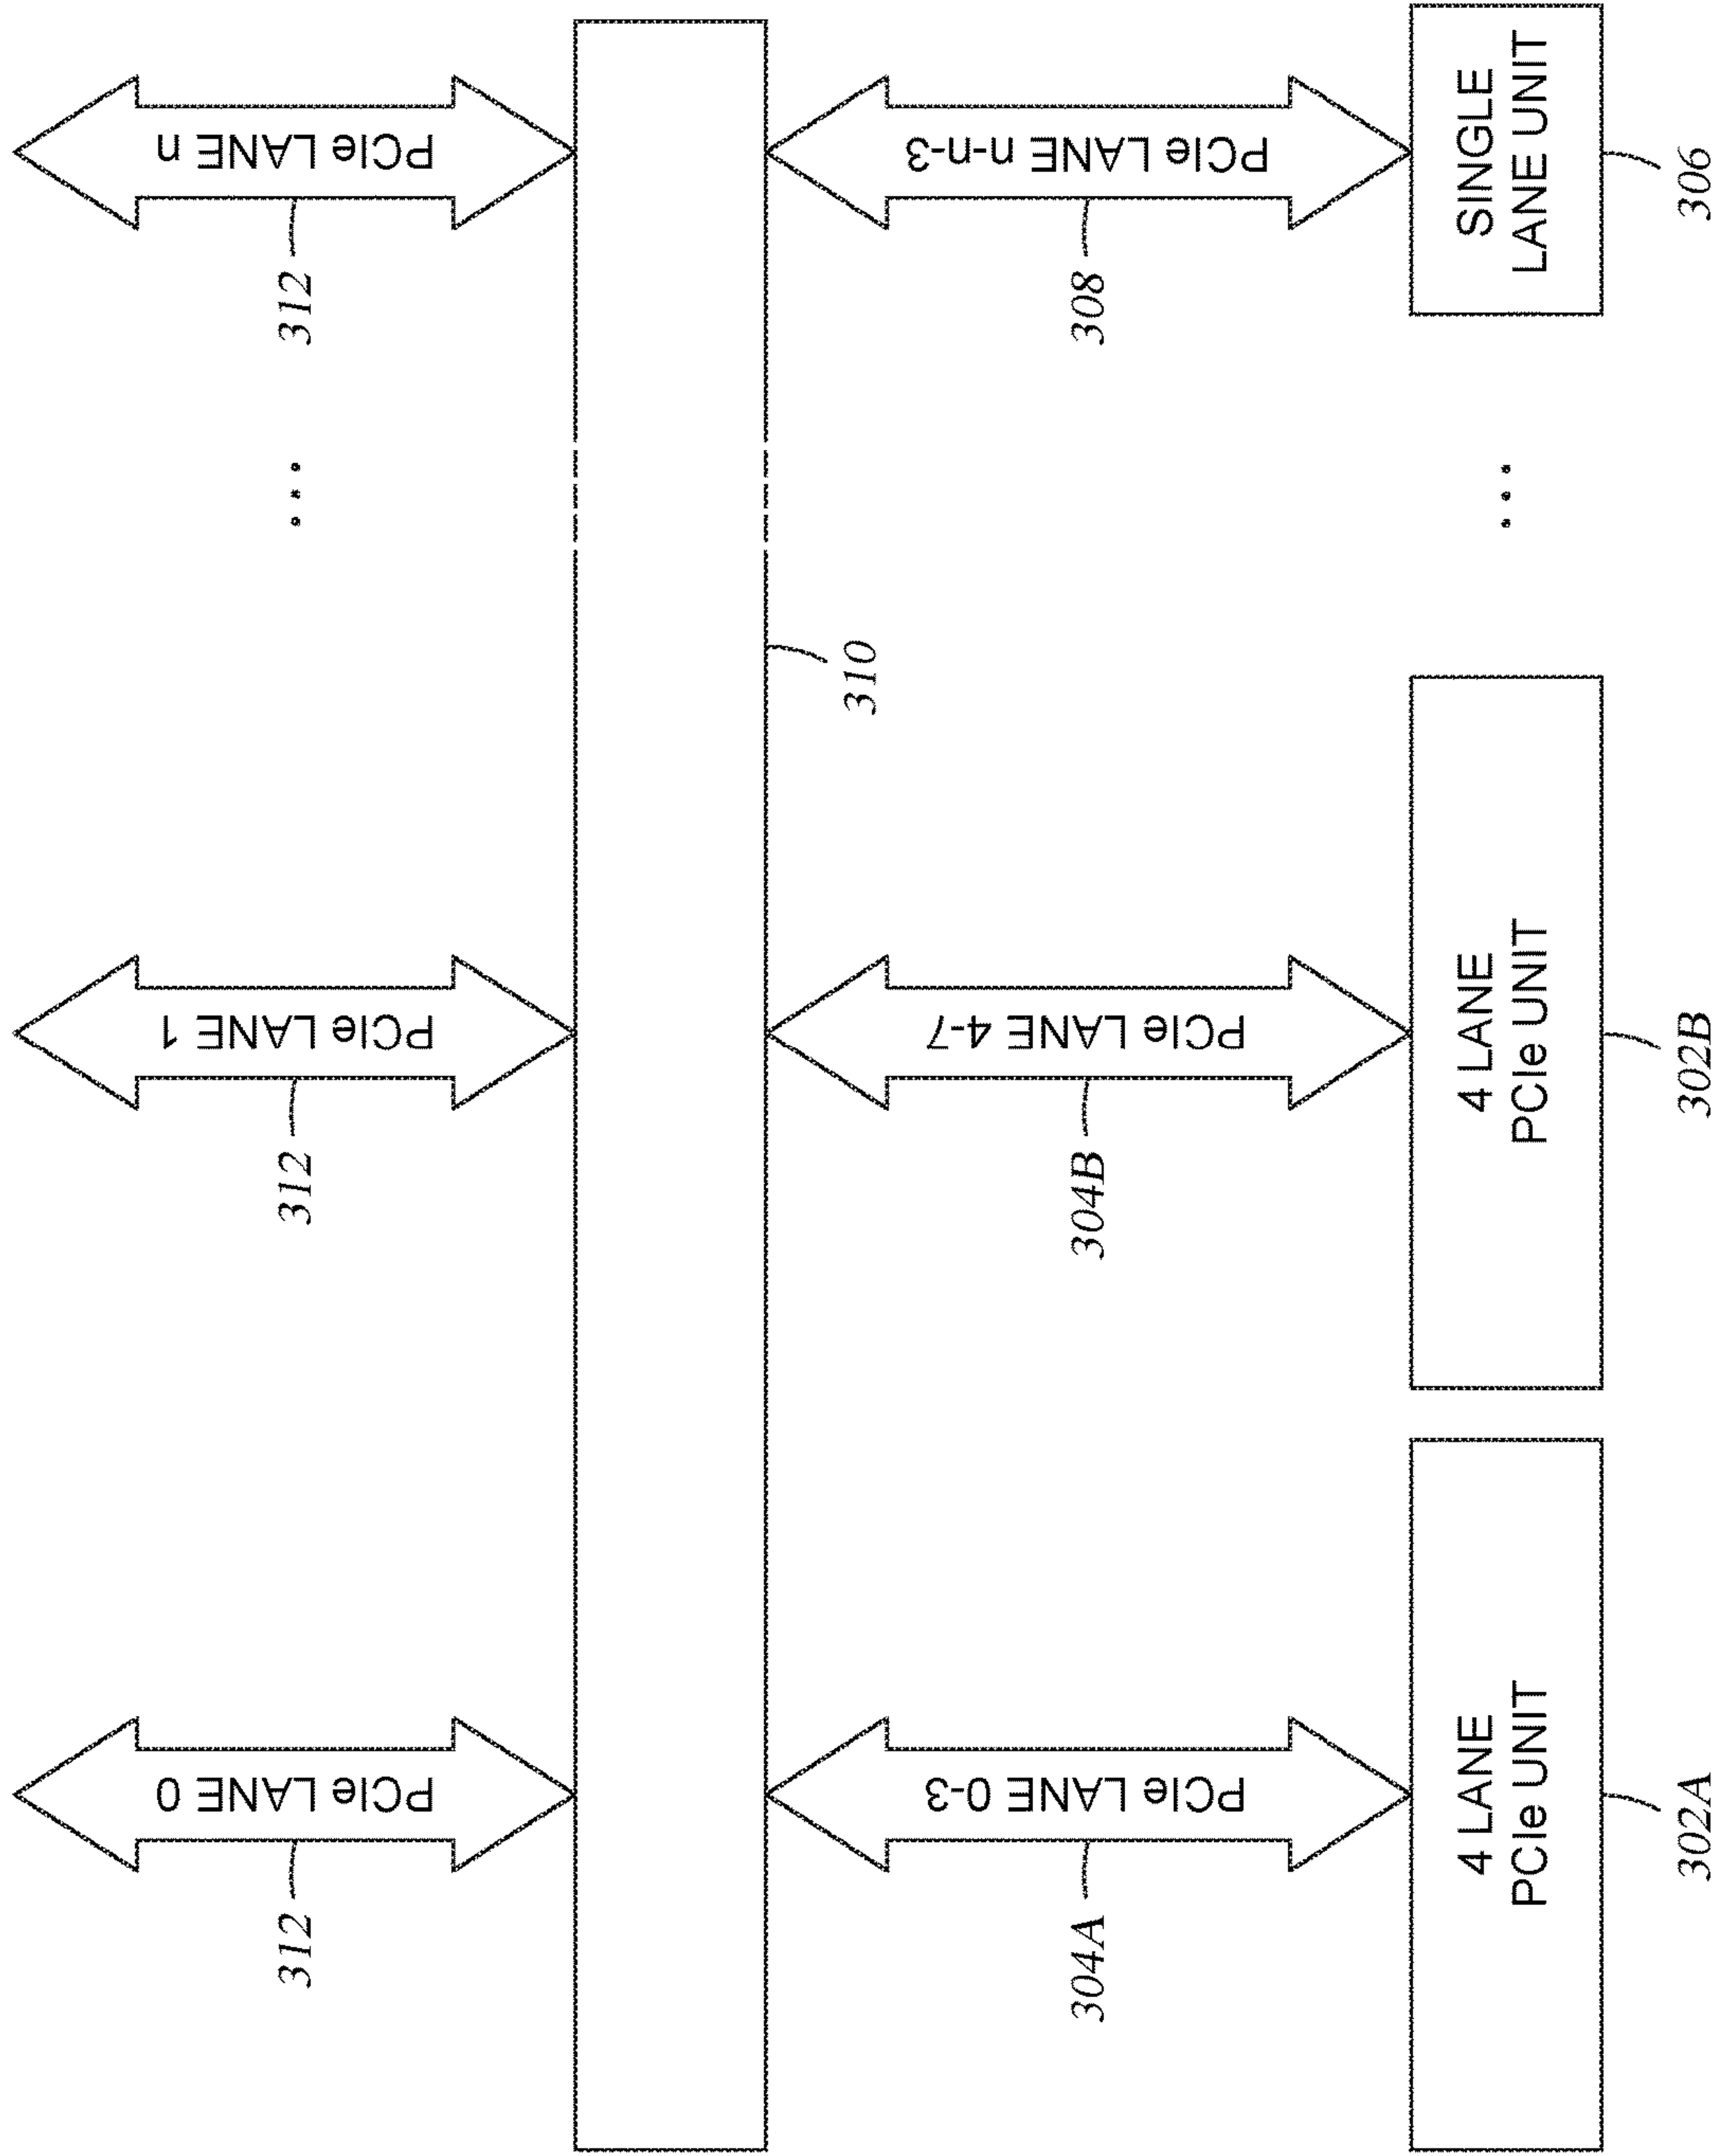 312
PCIe LANE 0
312
PCIe LANE 1
...
312
PCIe LANE n
310
304A
PCIe LANE 0-3
304B
PCIe LANE 4-7
308
PCIe LANE n-n-3
4 LANE
PCIe UNIT
4 LANE
PCIe UNIT
...
SINGLE
LANE UNIT
302A
302B
306